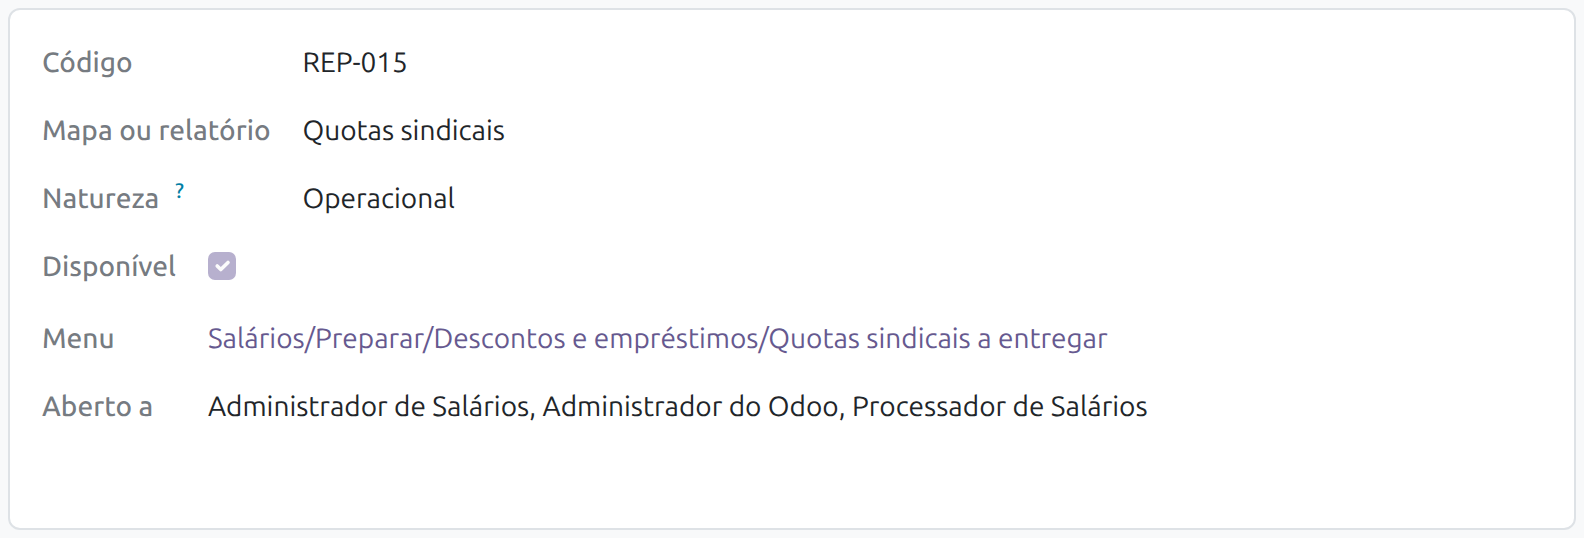 Código REP-015
Mapa ou relatório Quotas sindicais
Natureza ? Operacional
Disponível
Menu Salários/Preparar/Descontos e empréstimos/Quotas sindicais a entregar
Aberto a Administrador de Salários, Administrador do Odoo, Processador de Salários